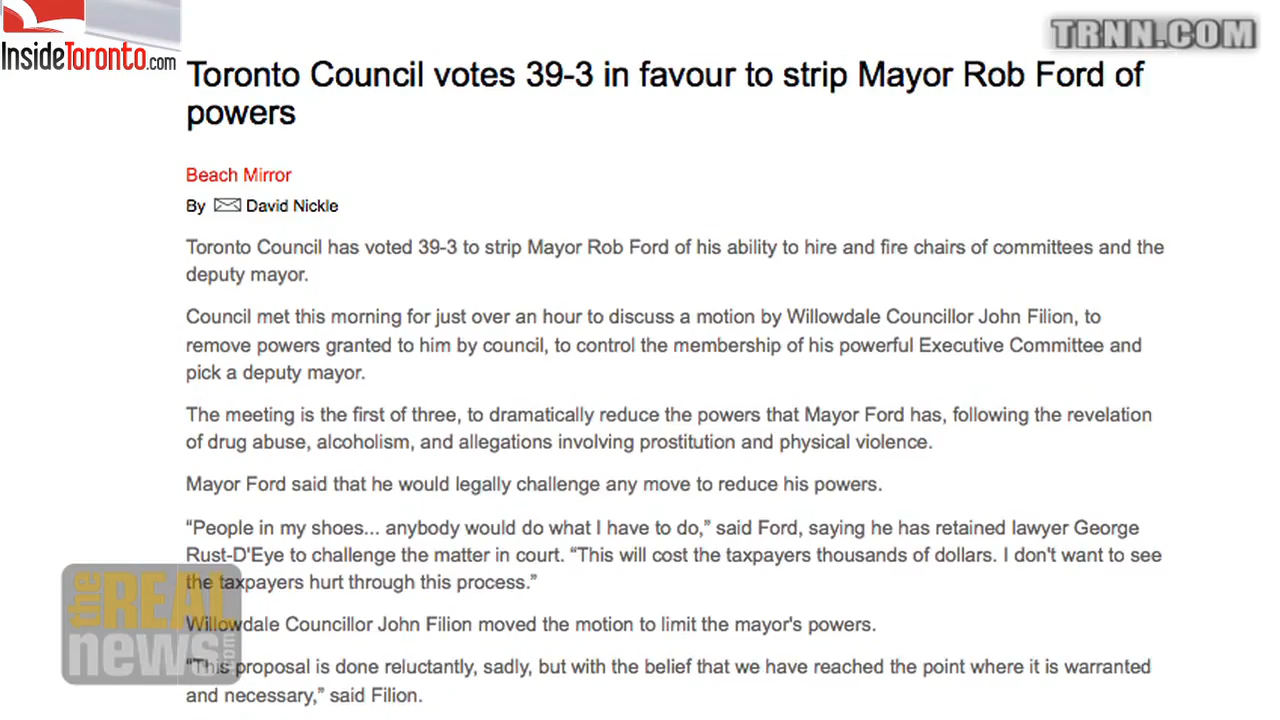 TRNN.COM
InsideToronto.com
Toronto Council votes 39-3 in favour to strip Mayor Rob Ford of
powers
Beach Mirror
By David Nickle
Toronto Council has voted 39-3 to strip Mayor Rob Ford of his ability to hire and fire chairs of committees and the
deputy mayor.
Council met this morning for just over an hour to discuss a motion by Willowdale Councillor John Filion, to
remove powers granted to him by council, to control the membership of his powerful Executive Committee and
pick a deputy mayor.
The meeting is the first of three, to dramatically reduce the powers that Mayor Ford has, following the revelation
of drug abuse, alcoholism, and allegations involving prostitution and physical violence.
Mayor Ford said that he would legally challenge any move to reduce his powers.
“People in my shoes... anybody would do what I have to do,” said Ford, saying he has retained lawyer George
Rust-D'Eye to challenge the matter in court. “This will cost the taxpayers thousands of dollars. I don't want to see
the taxpayers hurt through this process.”
Willowdale Councillor John Filion moved the motion to limit the mayor's powers.
“This proposal is done reluctantly, sadly, but with the belief that we have reached the point where it is warranted
and necessary,” said Filion.
the REAL
news.com